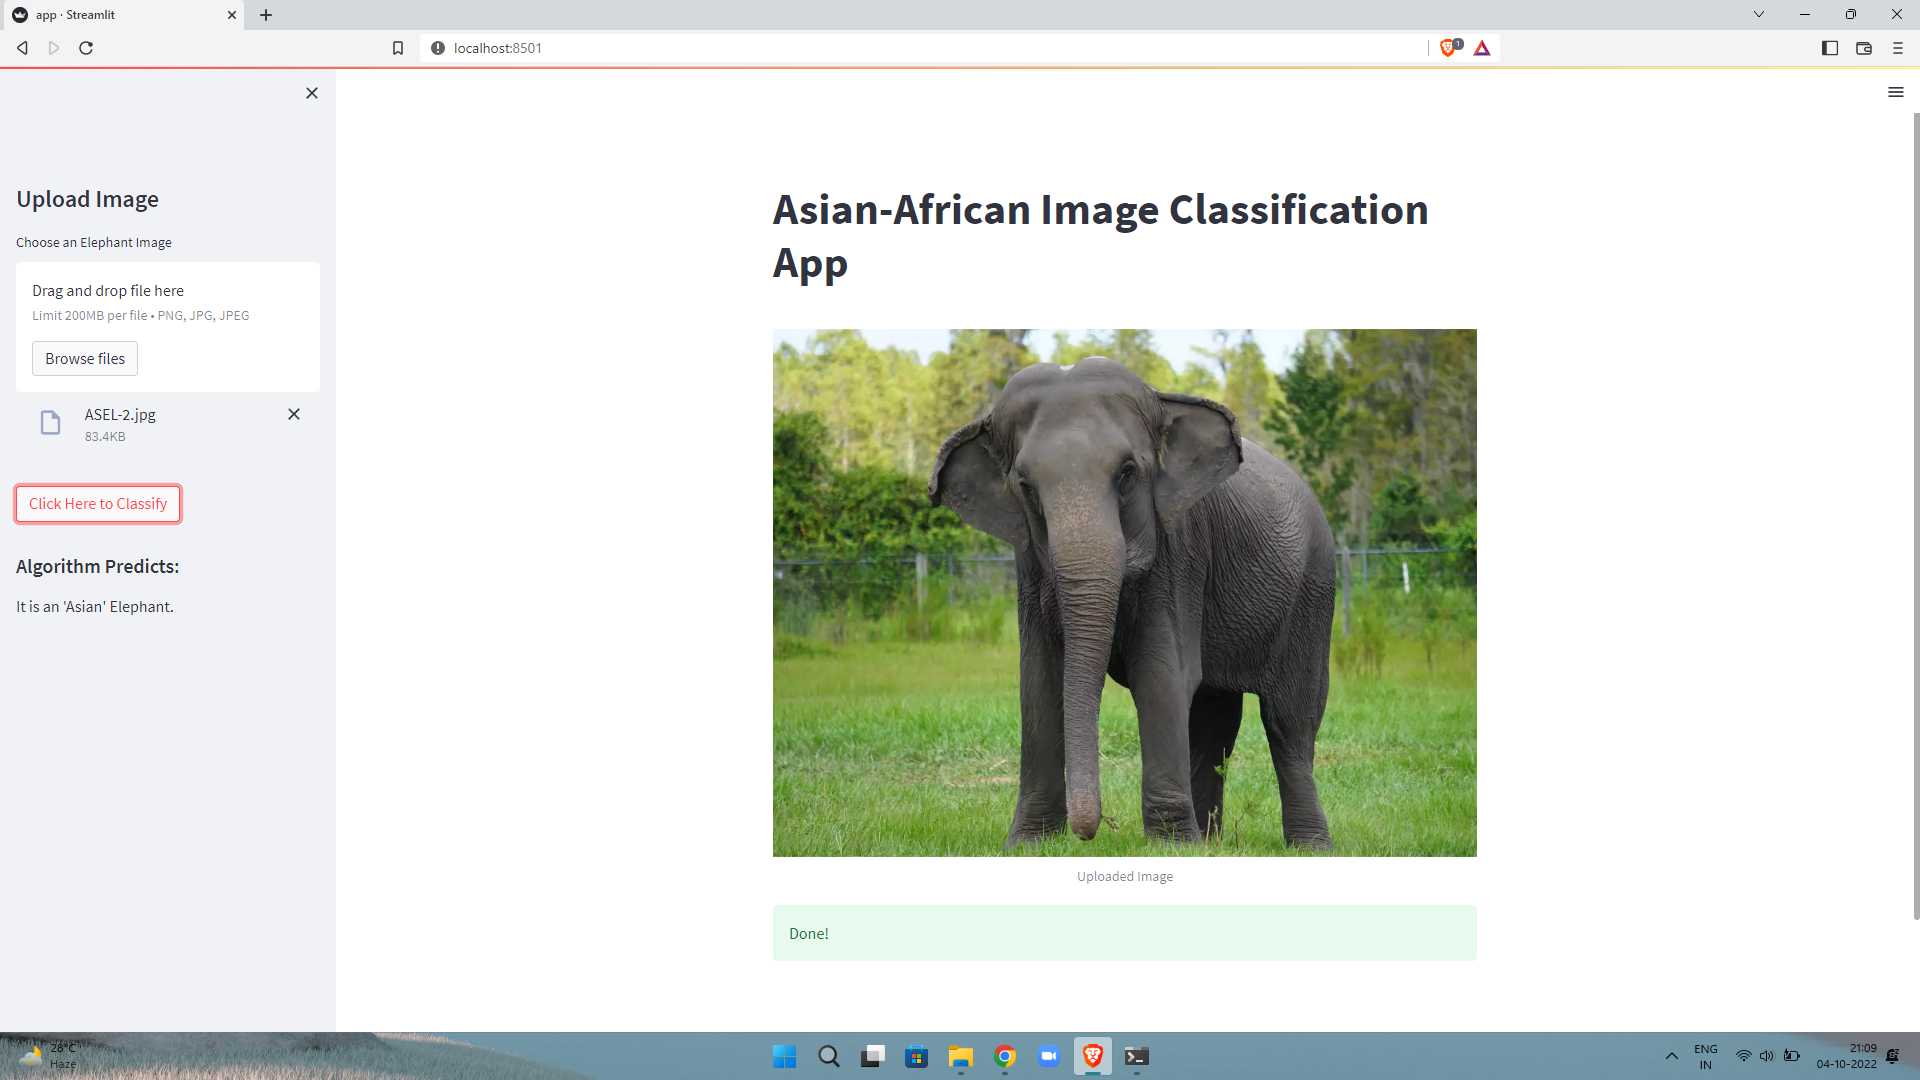 app · Streamlit
localhost:8501
1
Upload Image
Choose an Elephant Image
Drag and drop file here
Limit 200MB per file • PNG, JPG, JPEG
Browse files
ASEL-2.jpg
83.4KB
Click Here to Classify
Algorithm Predicts:
It is an 'Asian' Elephant.
Asian-African Image Classification
App
Uploaded Image
Done!
28°C
Haze
ENG
IN
21:09
04-10-2022